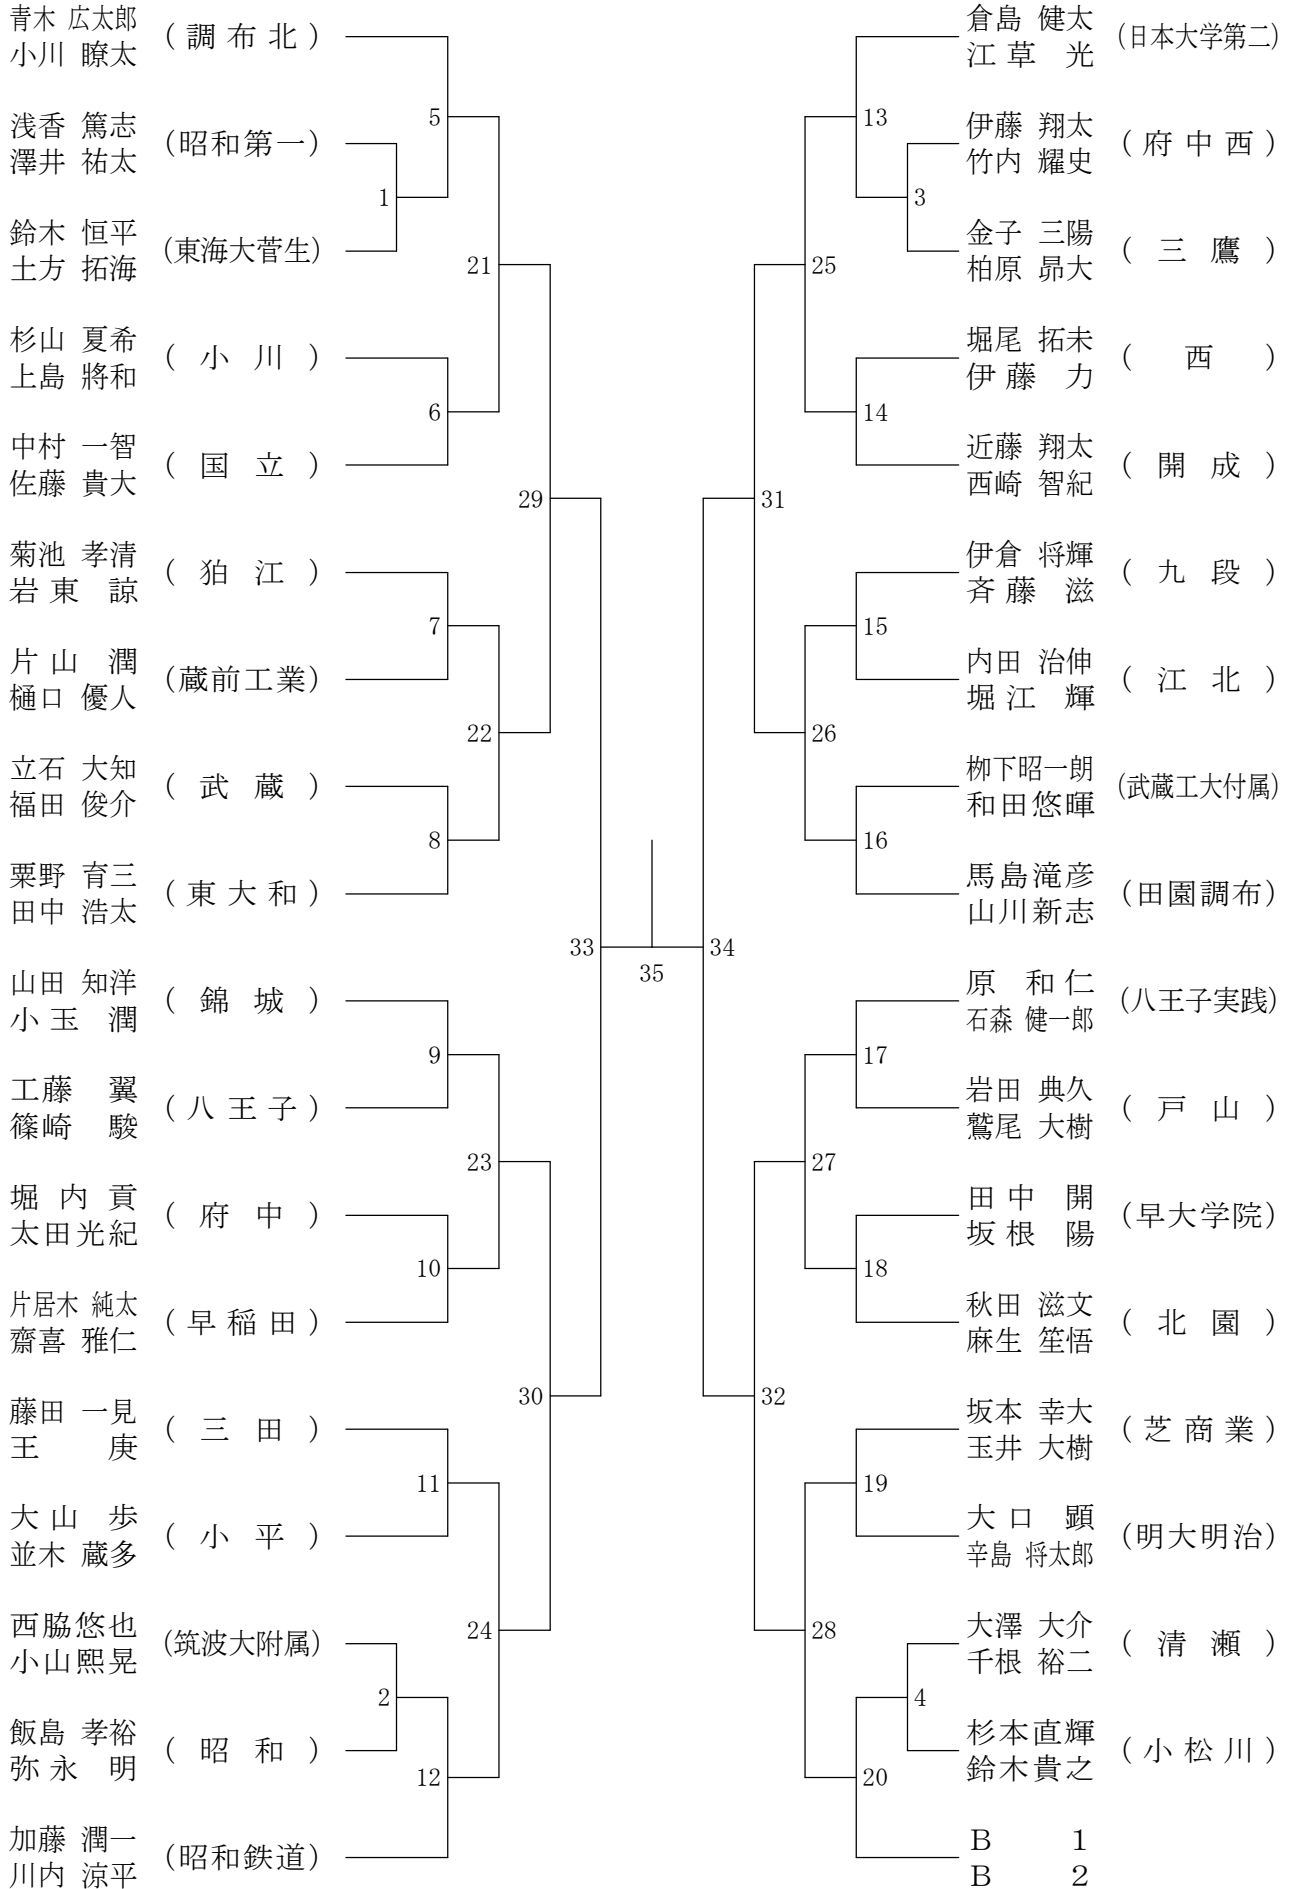 青木 広太郎
小川 瞭太
(調布北)
浅香 篤志
澤井 祐太
(昭和第一)
鈴木 恒平
土方 拓海
(東海大菅生)
杉山 夏希
上島 將和
(小川)
中村 一智
佐藤 貴大
(国立)
菊池 孝清
岩東 諒
(狛江)
片山 潤
樋口 優人
(蔵前工業)
立石 大知
福田 俊介
(武蔵)
粟野 育三
田中 浩太
(東大和)
山田 知洋
小玉 潤
(錦城)
工藤 翼
篠崎 駿
(八王子)
堀内 貢
太田光紀
(府中)
片居木 純太
齋喜 雅仁
(早稲田)
藤田 一見
王 庚
(三田)
大山 歩
並木 蔵多
(小平)
西脇悠也
小山熙晃
(筑波大附属)
飯島 孝裕
弥永 明
(昭和)
加藤 潤一
川内 涼平
(昭和鉄道)
1
2
5
6
7
8
9
10
11
12
21
22
23
24
29
30
33
35
34
31
32
25
26
27
28
13
14
15
16
17
18
19
20
3
4
倉島 健太
江草 光
(日本大学第二)
伊藤 翔太
竹内 耀史
(府中西)
金子 三陽
柏原 昴大
(三鷹)
堀尾 拓未
伊藤 力
(西)
近藤 翔太
西崎 智紀
(開成)
伊倉 将輝
斉藤 滋
(九段)
内田 治伸
堀江 輝
(江北)
栁下昭一朗
和田悠暉
(武蔵工大付属)
馬島滝彦
山川新志
(田園調布)
原 和仁
石森 健一郎
(八王子実践)
岩田 典久
鷲尾 大樹
(戸山)
田中 開
坂根 陽
(早大学院)
秋田 滋文
麻生 笙悟
(北園)
坂本 幸大
玉井 大樹
(芝商業)
大口 顕
辛島 将太郎
(明大明治)
大澤 大介
千根 裕二
(清瀬)
杉本直輝
鈴木貴之
(小松川)
B 1
B 2